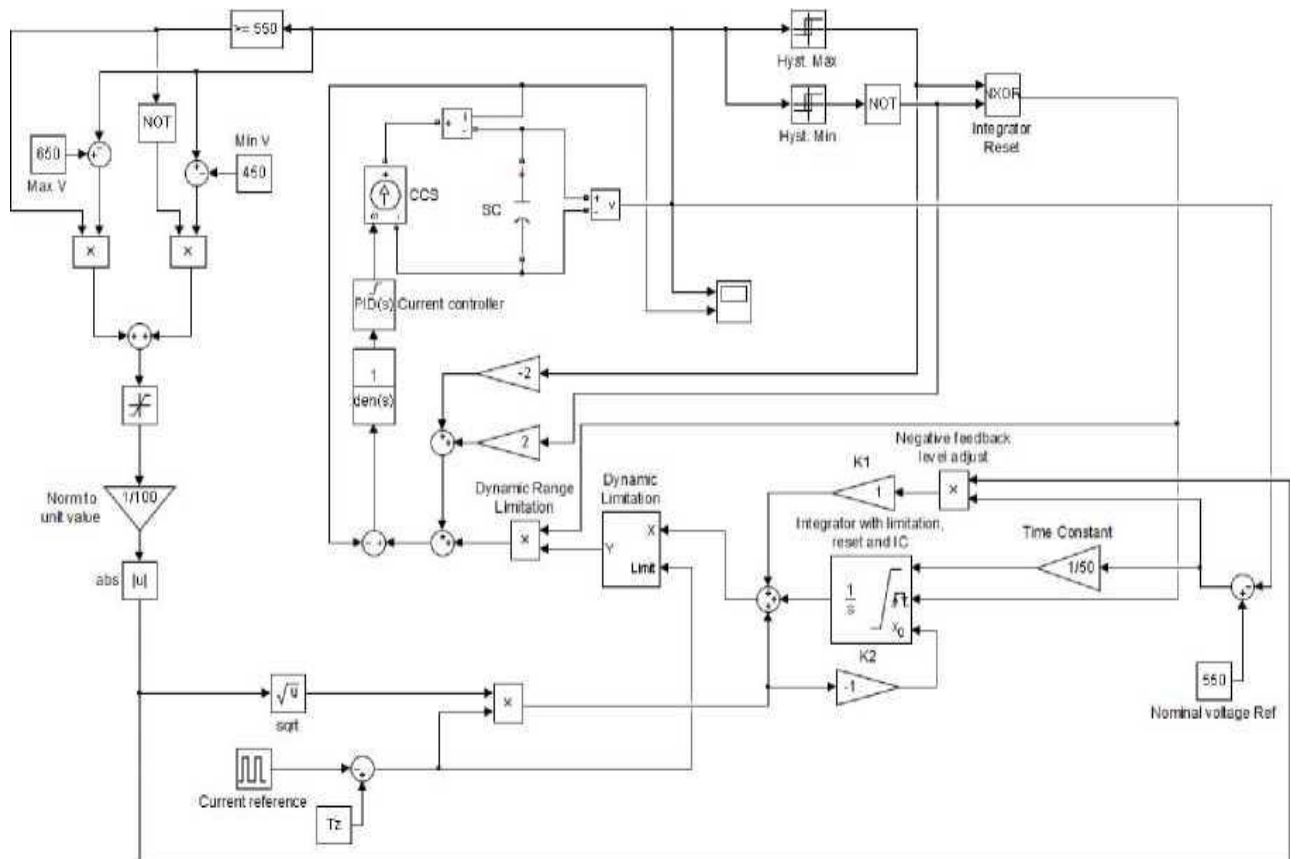 >= 550
Hyst. Max
NOT
NXOR
Integrator
Reset
NOT
Hyst. Min
Min V
650
450
Max V
+
-
+
-
i
+
-
CCS
SC
+
-
v
x
x
PID(s)
Current controller
+
+
1
den(s)
-2
2
Norm to
unit value
1/100
abs
|u|
Dynamic Range
Limitation
x
Dynamic
Limitation
X
Y
Limit
K1
1
Negative feedback
level adjust
x
Integrator with limitation,
reset and IC
1
s
x0
Time Constant
1/50
K2
-1
550
Nominal voltage Ref
√u
sqrt
x
Current reference
Tz